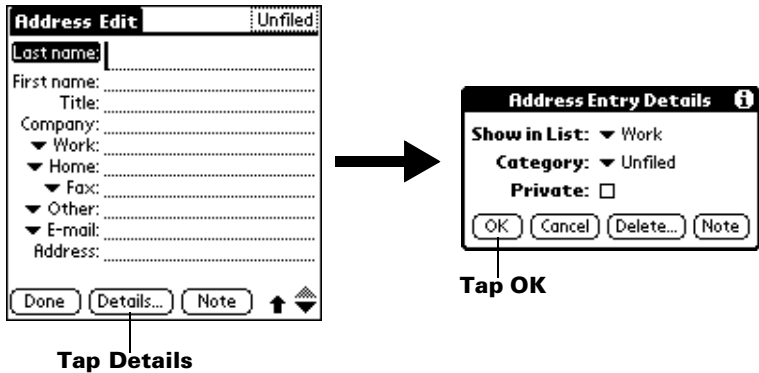 Address Edit Unfiled
Last name:
First name:
Title:
Company:
Work:
Home:
Fax:
Other:
E-mail:
Address:
Done Details... Note
Tap Details
Address Entry Details
Show in List: Work
Category: Unfiled
Private:
OK Cancel Delete... Note
Tap OK